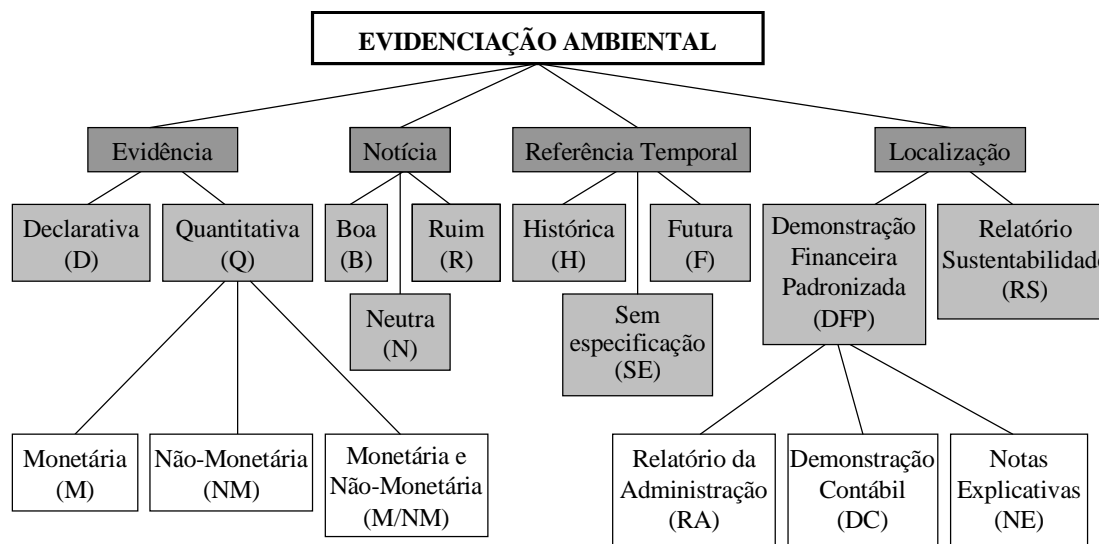 EVIDENCIAÇÃO AMBIENTAL
Evidência
Notícia
Referência Temporal
Localização
Declarativa
(D)
Quantitativa
(Q)
Boa
(B)
Ruim
(R)
Neutra
(N)
Histórica
(H)
Futura
(F)
Sem
especificação
(SE)
Demonstração
Financeira
Padronizada
(DFP)
Relatório
Sustentabilidade
(RS)
Monetária
(M)
Não-Monetária
(NM)
Monetária e
Não-Monetária
(M/NM)
Relatório da
Administração
(RA)
Demonstração
Contábil
(DC)
Notas
Explicativas
(NE)